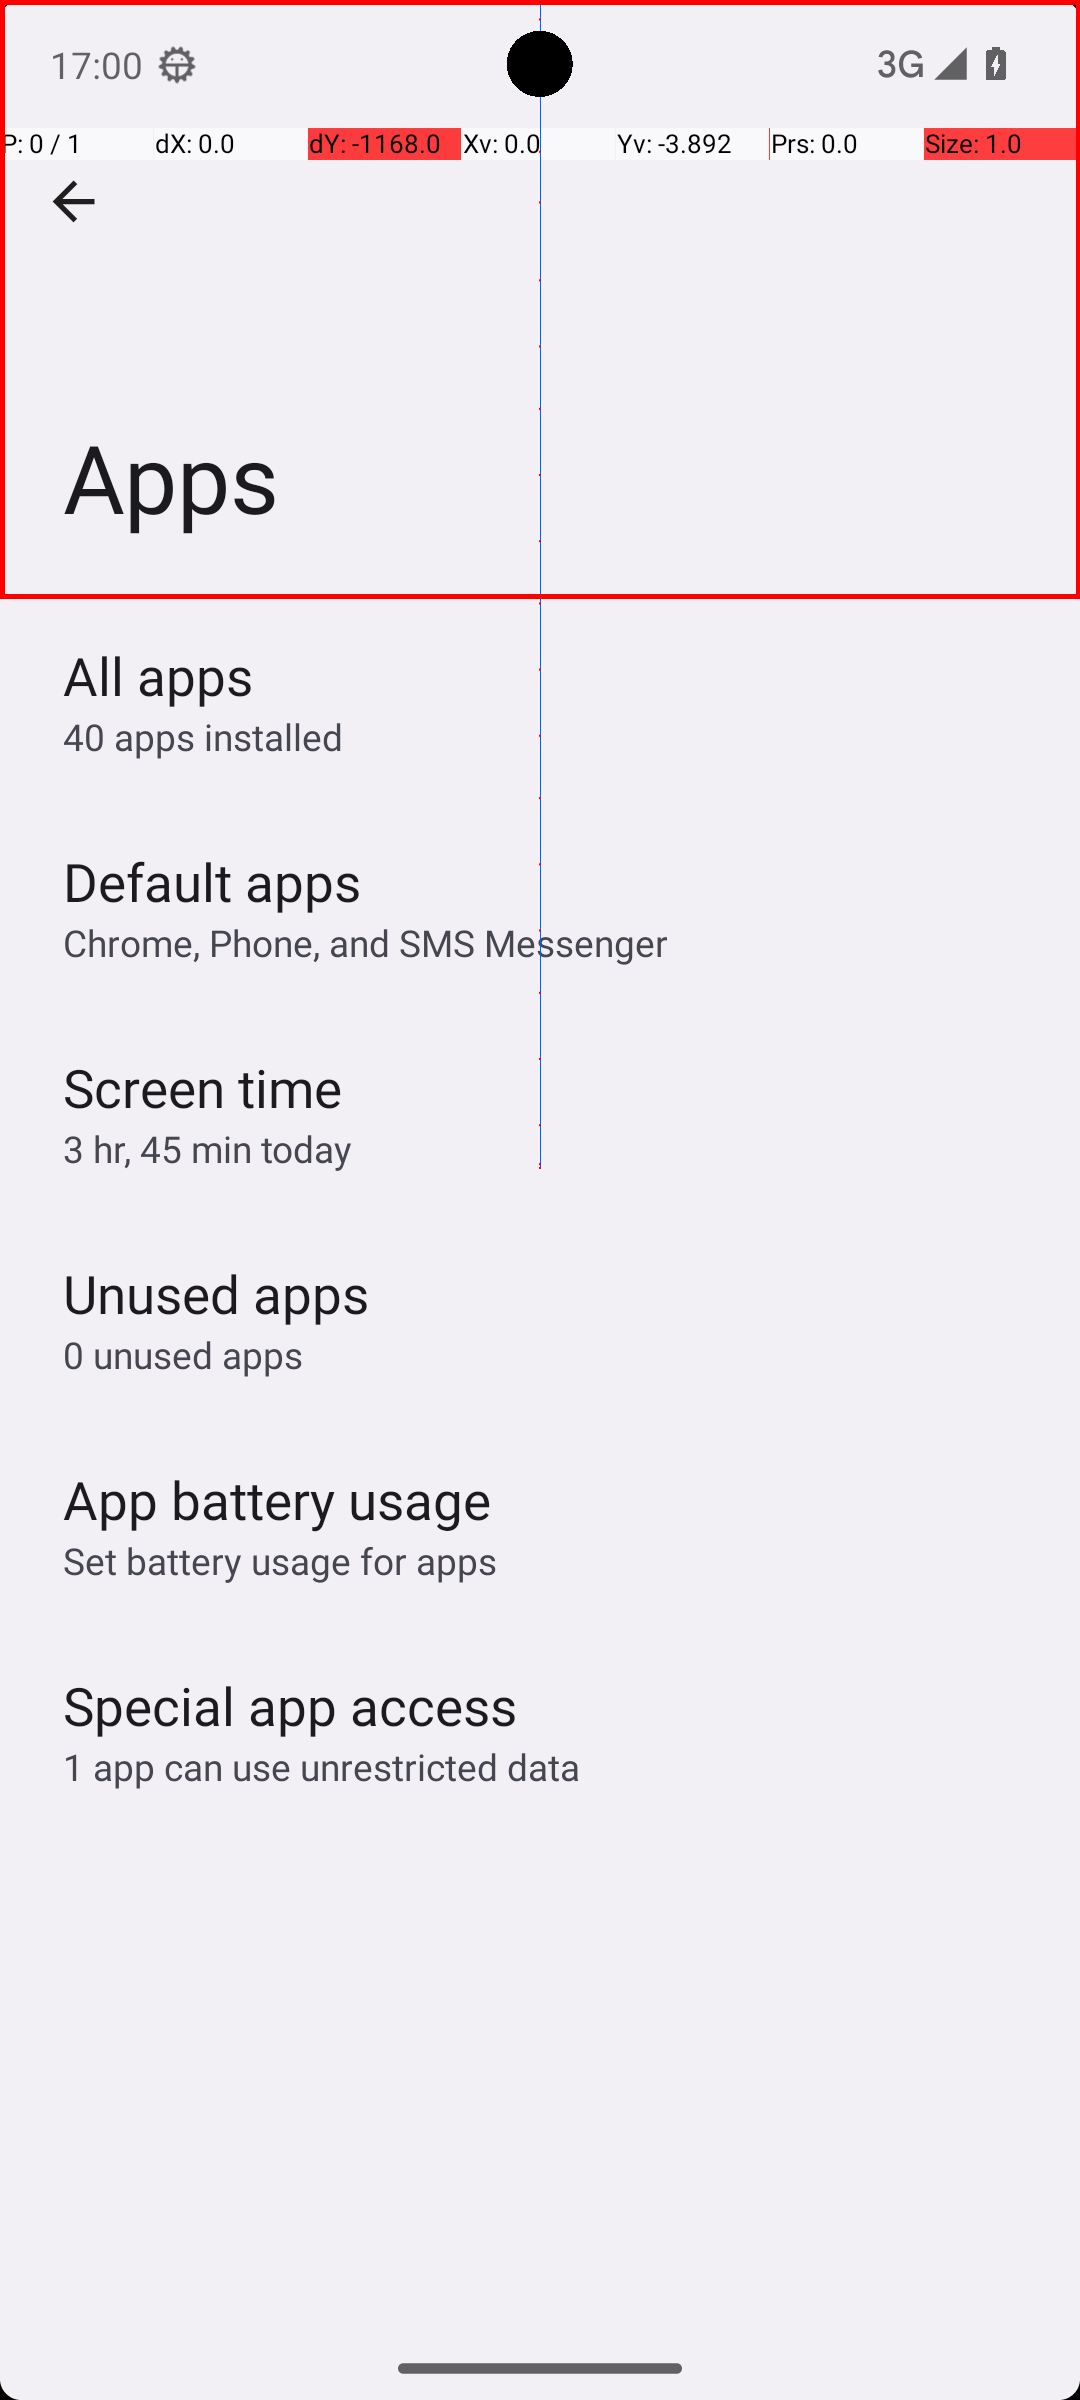 17:00 3G
P: 0 / 1 dX: 0.0 dY: -1168.0 Xv: 0.0 Yv: -3.892 Prs: 0.0 Size: 1.0
Apps
All apps
40 apps installed
Default apps
Chrome, Phone, and SMS Messenger
Screen time
3 hr, 45 min today
Unused apps
0 unused apps
App battery usage
Set battery usage for apps
Special app access
1 app can use unrestricted data